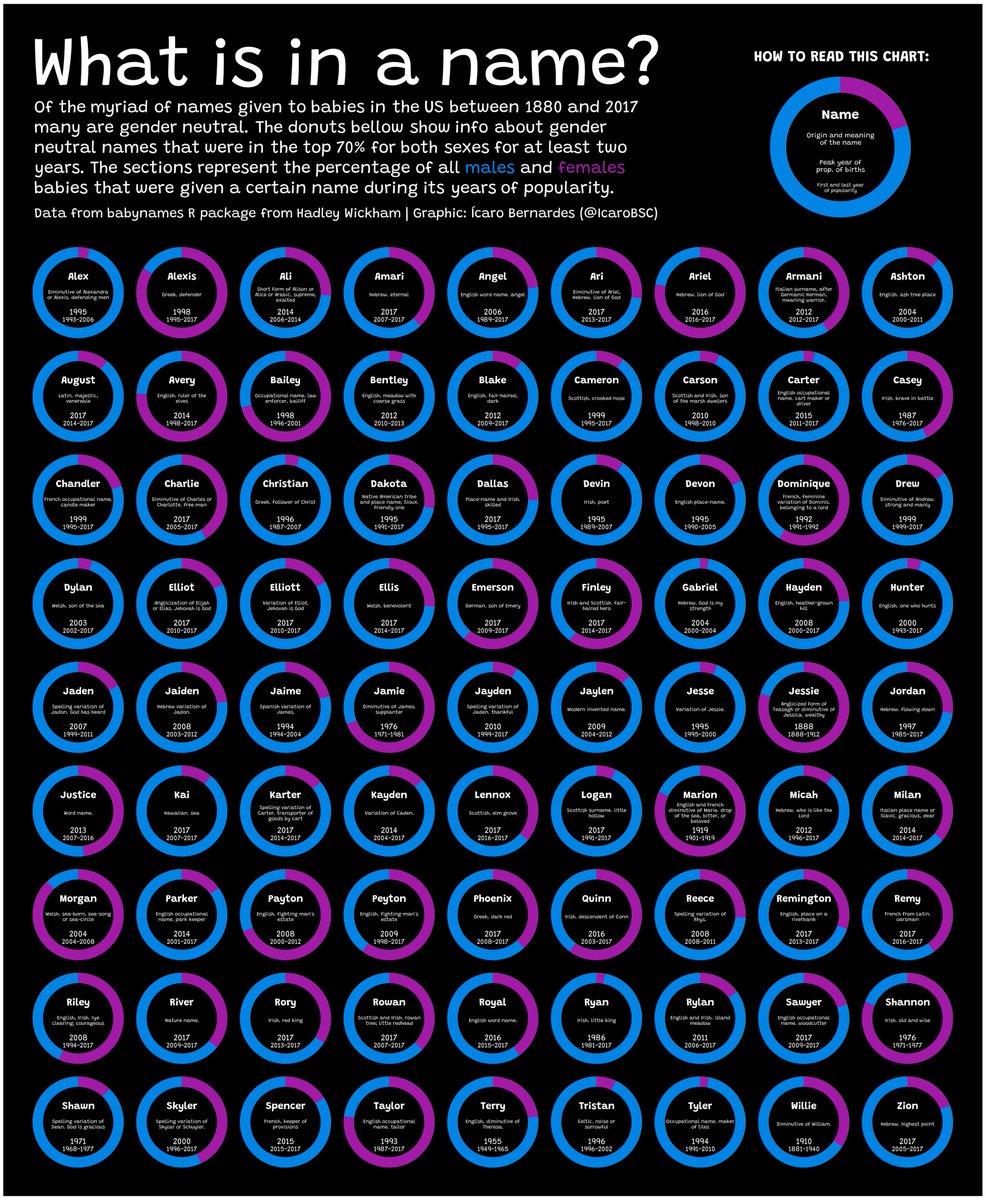 What is in a name?
Of the myriad of names given to babies in the US between 1880 and 2017
many are gender neutral. The donuts bellow show info about gender
neutral names that were in the top 70% for both sexes for at least two
years. The sections represent the percentage of all males and females
babies that were given a certain name during its years of popularity.
Data from babynames R package from Hadley Wickham | Graphic: Ícaro Bernardes (@IcaroBSC)
HOW TO READ THIS CHART:
Name
Origin and meaning
of the name
Peak year of
prop. of births
First and last year
of popularity
Alex
Diminutive of Alexandra
or Alexis, defending men
1995
1993-2006
Alexis
Greek, defender
1998
1995-2017
Ali
Short form of Alison or
Alice or Arabic, supreme,
exalted
2014
2006-2014
Amari
Hebrew, eternal
2017
2007-2017
Angel
English word name, angel
2006
1989-2017
Ari
Diminutive of Ariel,
Hebrew, lion of God
2017
2013-2017
Ariel
Hebrew, lion of God
2016
2016-2017
Armani
Italian surname, after
Germanic Herman,
meaning warrior.
2012
2012-2017
Ashton
English, ash tree place
2004
2000-2011
August
Latin, majestic,
venerable
2017
2014-2017
Avery
English, ruler of the
elves
2014
1998-2017
Bailey
Occupational name, law
enforcer, bailiff
1998
1996-2001
Bentley
English, meadow with
coarse grass
2012
2010-2013
Blake
English, fair-haired,
dark
2012
2009-2017
Cameron
Scottish, crooked nose
1999
1995-2017
Carson
Scottish and Irish, son
of the marsh dwellers
2010
1998-2010
Carter
English occupational
name, cart maker or
driver
2015
2011-2017
Casey
Irish, brave in battle
1987
1976-2017
Chandler
French occupational name,
candle maker
1999
1995-2017
Charlie
Diminutive of Charles or
Charlotte, free man
2017
2005-2017
Christian
Greek, follower of Christ
1996
1987-2007
Dakota
Native American tribe
and place name; Sioux,
friendly one
1995
1991-2017
Dallas
Place-name and Irish,
skilled
2017
1995-2017
Devin
Irish, poet
1995
1989-2007
Devon
English place-name.
1995
1990-2005
Dominique
French, feminine
variation of Dominic,
belonging to a lord
1992
1991-1992
Drew
Diminutive of Andrew,
strong and manly
1999
1999-2017
Dylan
Welsh, son of the sea
2003
2002-2017
Elliot
Anglicization of Elijah
or Elias, Jehovah is God
2017
2010-2017
Elliott
Variation of Elliot,
Jehovah is God
2017
2010-2017
Ellis
Welsh, benevolent
2017
2014-2017
Emerson
German, son of Emery
2017
2009-2017
Finley
Irish and Scottish, fair-
haired hero
2017
2014-2017
Gabriel
Hebrew, God is my
strength
2004
2000-2004
Hayden
English, heather-grown
hill
2008
2000-2017
Hunter
English, one who hunts
2000
1993-2017
Jaden
Spelling variation of
Jadon, God has heard
2007
1999-2011
Jaiden
Hebrew variation of
Jadon.
2008
2003-2012
Jaime
Spanish variation of
James.
1994
1994-2004
Jamie
Diminutive of James,
supplanter
1976
1971-1981
Jayden
Spelling variation of
Jadon, thankful
2010
1999-2017
Jaylen
Modern invented name.
2009
2004-2012
Jesse
Variation of Jessie.
1995
1995-2000
Jessie
Anglicized form of
Teasagh or diminutive of
Jessica, wealthy
1888
1888-1912
Jordan
Hebrew, flowing down
1997
1985-2017
Justice
Word name.
2013
2007-2016
Kai
Hawaiian, sea
2017
2007-2017
Karter
Spelling variation of
Carter, transporter of
goods by cart
2017
2014-2017
Kayden
Variation of Caden.
2014
2004-2017
Lennox
Scottish, elm grove
2017
2016-2017
Logan
Scottish surname, little
hollow
2017
1991-2017
Marion
English and French
diminutive of Marie, drop
of the sea, bitter, or
beloved
1919
1901-1919
Micah
Hebrew, who is like the
Lord
2012
1996-2017
Milan
Italian place name or
Slavic, gracious, dear
2014
2014-2017
Morgan
Welsh, sea-born, sea-song
or sea-circle
2004
2004-2008
Parker
English occupational
name, park keeper
2014
2001-2017
Payton
English, fighting-man's
estate
2008
2000-2012
Peyton
English, fighting-man's
estate
2009
1998-2017
Phoenix
Greek, dark red
2017
2008-2017
Quinn
Irish, descendent of Conn
2016
2003-2017
Reece
Spelling variation of
Rhys.
2008
2008-2011
Remington
English, place on a
riverbank
2017
2013-2017
Remy
French from Latin,
oarsman
2017
2016-2017
Riley
English, Irish, rye
clearing; courageous
2008
1994-2017
River
Nature name.
2017
2009-2017
Rory
Irish, red king
2017
2013-2017
Rowan
Scottish and Irish, rowan
tree; little redhead
2017
2007-2017
Royal
English word name.
2016
2015-2017
Ryan
Irish, little king
1986
1981-2017
Rylan
English and Irish, island
meadow
2011
2006-2017
Sawyer
English occupational
name, woodcutter
2017
2009-2017
Shannon
Irish, old and wise
1976
1971-1977
Shawn
Spelling variation of
Sean, God is gracious
1971
1968-1977
Skyler
Spelling variation of
Skylar or Schuyler.
2000
1996-2017
Spencer
French, keeper of
provisions
2015
2015-2017
Taylor
English occupational
name, tailor
1993
1987-2017
Terry
English, diminutive of
Theresa.
1955
1949-1965
Tristan
Celtic, noise or
sorrowful
1996
1996-2002
Tyler
Occupational name, maker
of tiles
1994
1991-2010
Willie
Diminutive of William.
1910
1881-1940
Zion
Hebrew, highest point
2017
2005-2017